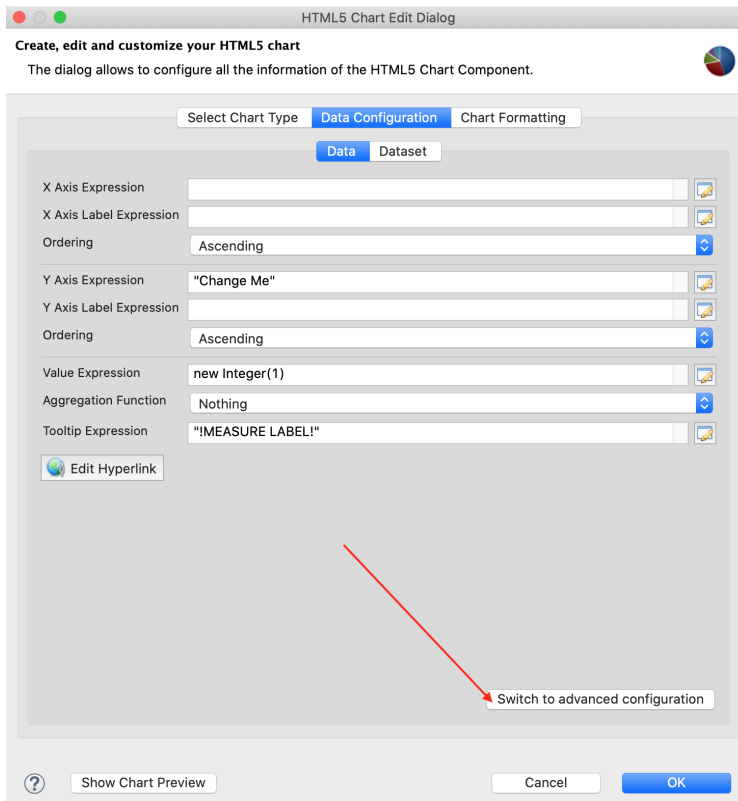 HTML5 Chart Edit Dialog
Create, edit and customize your HTML5 chart
The dialog allows to configure all the information of the HTML5 Chart Component.
Select Chart Type Data Configuration Chart Formatting
Data Dataset
X Axis Expression
X Axis Label Expression
Ordering Ascending
Y Axis Expression "Change Me"
Y Axis Label Expression
Ordering Ascending
Value Expression new Integer(1)
Aggregation Function Nothing
Tooltip Expression "!MEASURE LABEL!"
Edit Hyperlink
Switch to advanced configuration
? Show Chart Preview Cancel OK